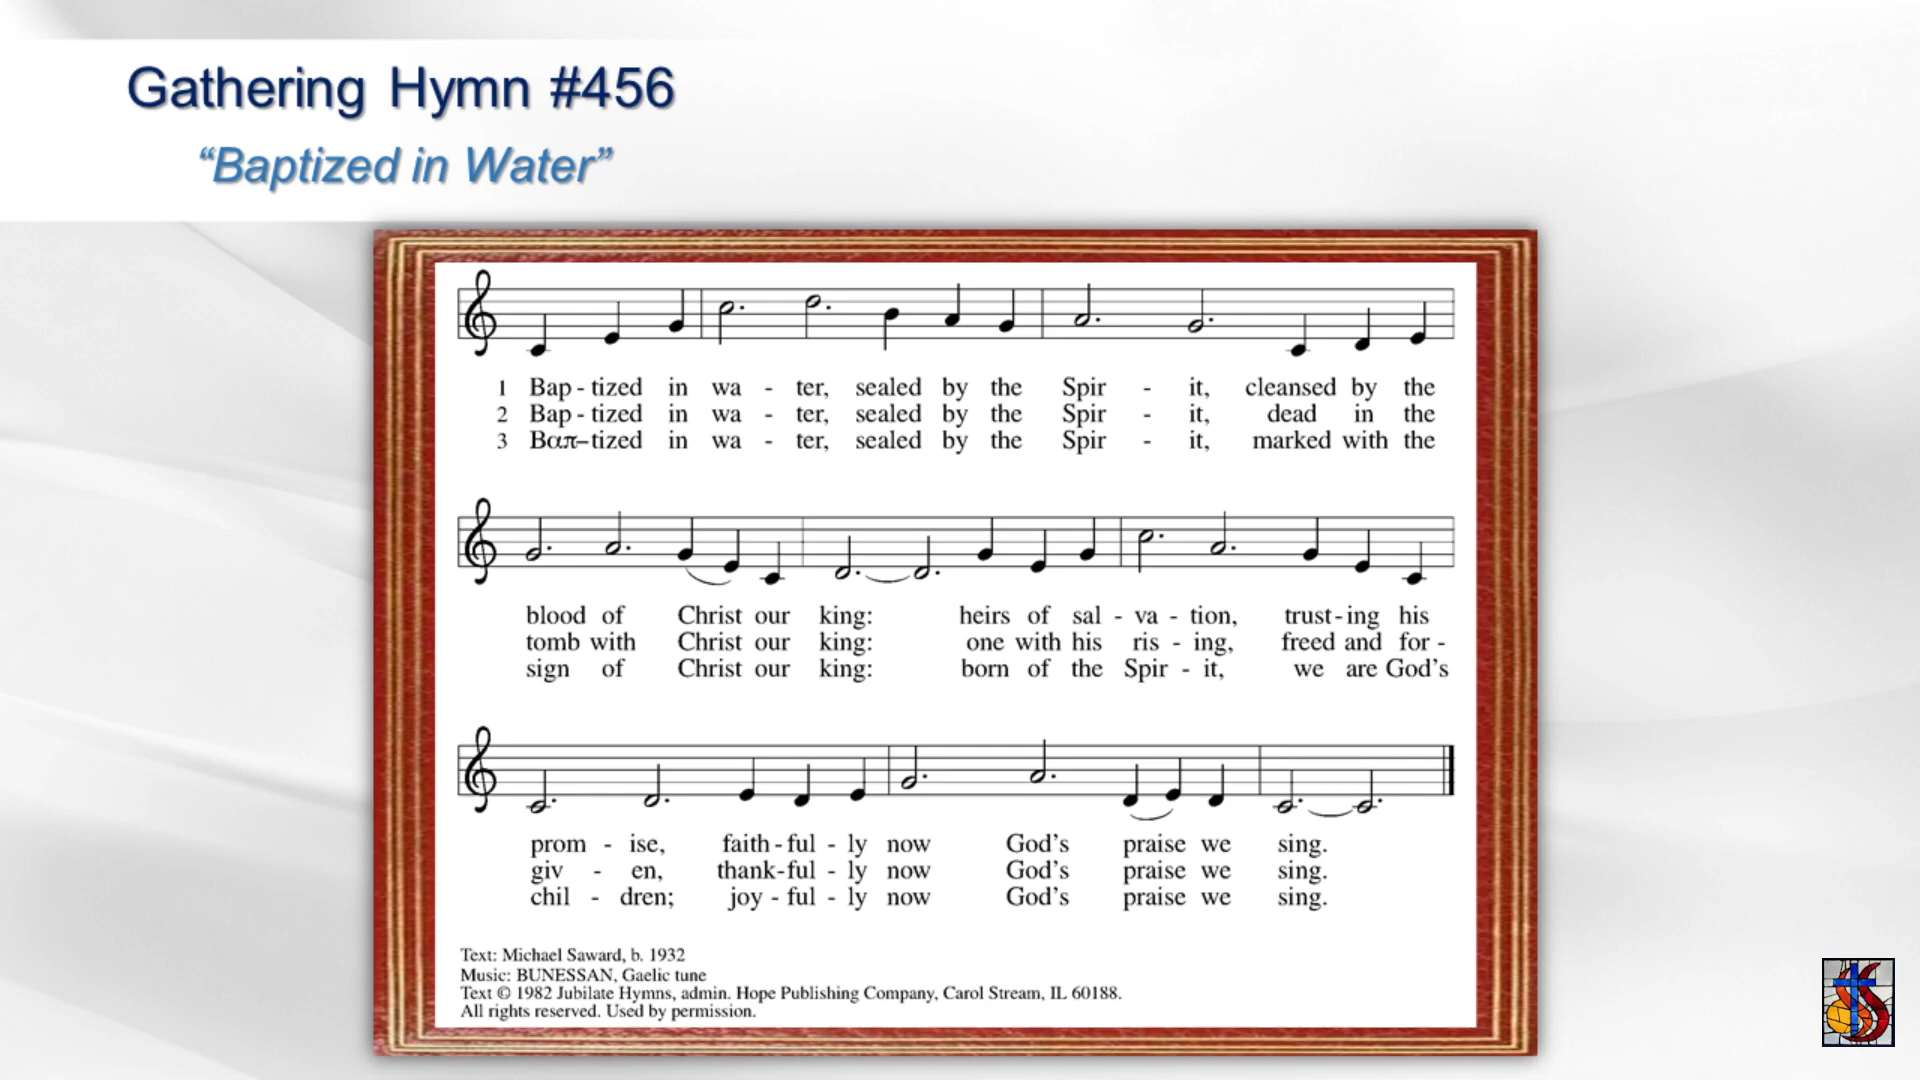 Gathering Hymn #456
“Baptized in Water”
1 Bap - tized in wa - ter, sealed by the Spir - it, cleansed by the
2 Bap - tized in wa - ter, sealed by the Spir - it, dead in the
3 Βαπ–tized in wa - ter, sealed by the Spir - it, marked with the
blood of Christ our king: heirs of sal - va - tion, trust - ing his
tomb with Christ our king: one with his ris - ing, freed and for -
sign of Christ our king: born of the Spir - it, we are God's
prom - ise, faith - ful - ly now God's praise we sing.
giv - en, thank - ful - ly now God's praise we sing.
chil - dren; joy - ful - ly now God's praise we sing.
Text: Michael Saward, b. 1932
Music: BUNESSAN, Gaelic tune
Text © 1982 Jubilate Hymns, admin. Hope Publishing Company, Carol Stream, IL 60188.
All rights reserved. Used by permission.